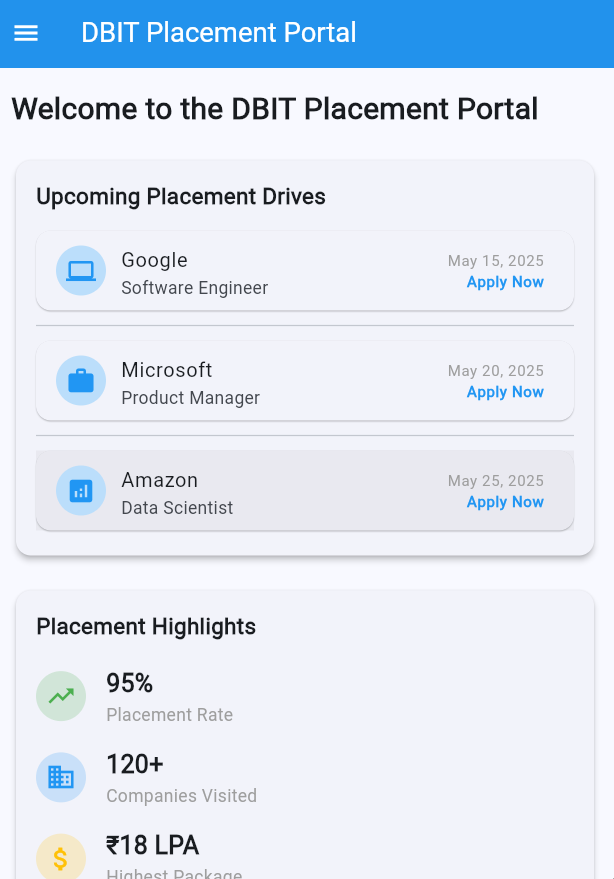 DBIT Placement Portal
Welcome to the DBIT Placement Portal
Upcoming Placement Drives
Google
May 15, 2025
Software Engineer
Apply Now
Microsoft
May 20, 2025
Product Manager
Apply Now
Amazon
May 25, 2025
Data Scientist
Apply Now
Placement Highlights
95%
Placement Rate
120+
Companies Visited
₹18 LPA
Highest Package